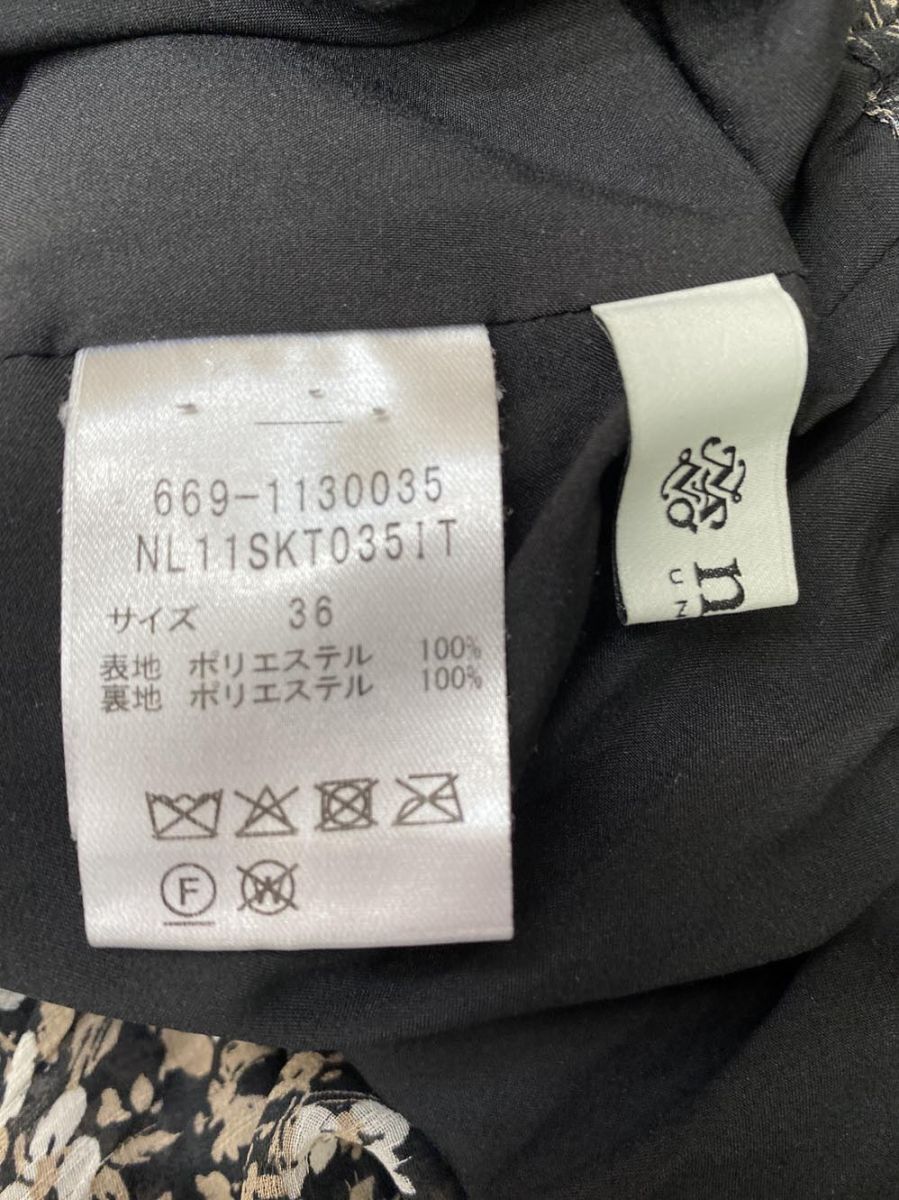 669-1130035
NL11SKT035IT
サイズ 36
表地 ポリエステル 100%
裏地 ポリエステル 100%
F
W
n
UN